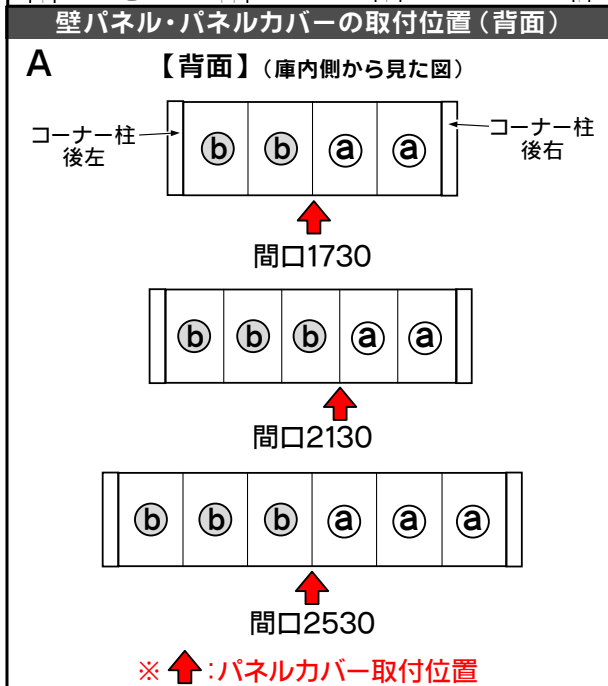 壁パネル・パネルカバーの取付位置（背面）
A 【背面】（庫内側から見た図）
コーナー柱
後左
ⓑ ⓑ ⓐ ⓐ
コーナー柱
後右
間口1730
ⓑ ⓑ ⓑ ⓐ ⓐ
間口2130
ⓑ ⓑ ⓑ ⓐ ⓐ ⓐ
間口2530
※ :パネルカバー取付位置